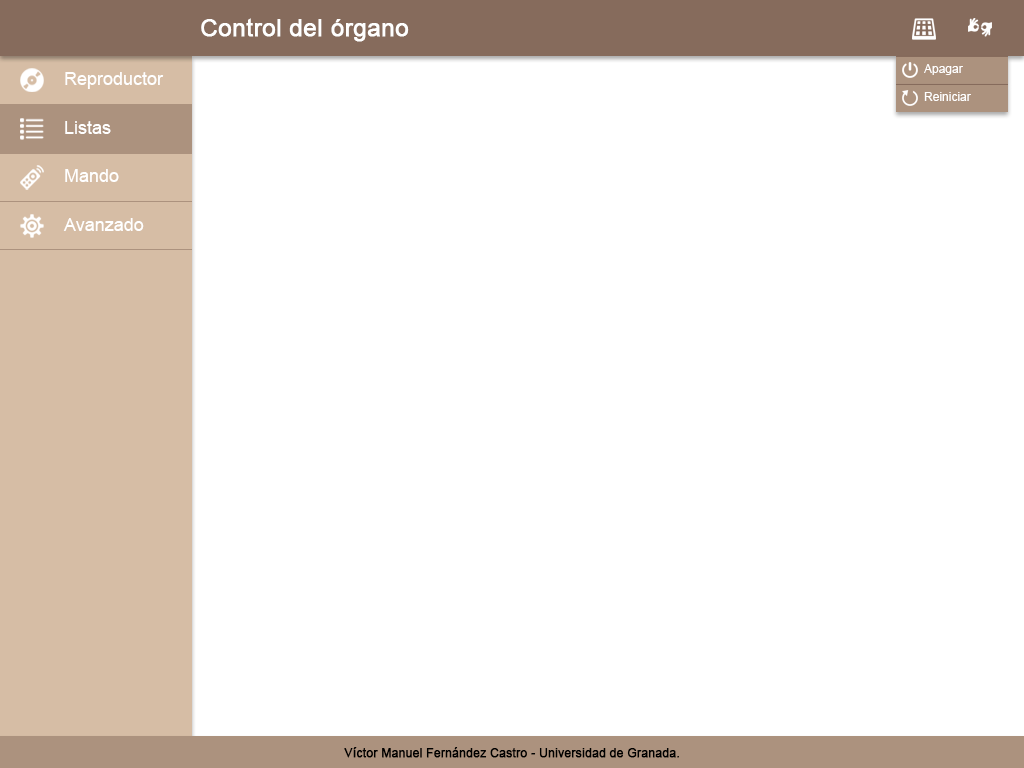 Control del órgano
Apagar
Reiniciar
Reproductor
Listas
Mando
Avanzado
Víctor Manuel Fernández Castro - Universidad de Granada.